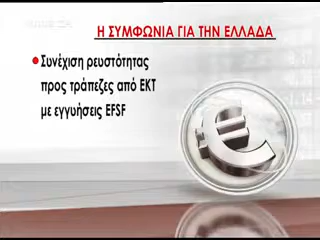 Η ΣΥΜΦΩΝΙΑ ΓΙΑ ΤΗΝ ΕΛΛΑΔΑ
Συνέχιση ρευστότητας
προς τράπεζες από ΕΚΤ
με εγγυήσεις EFSF